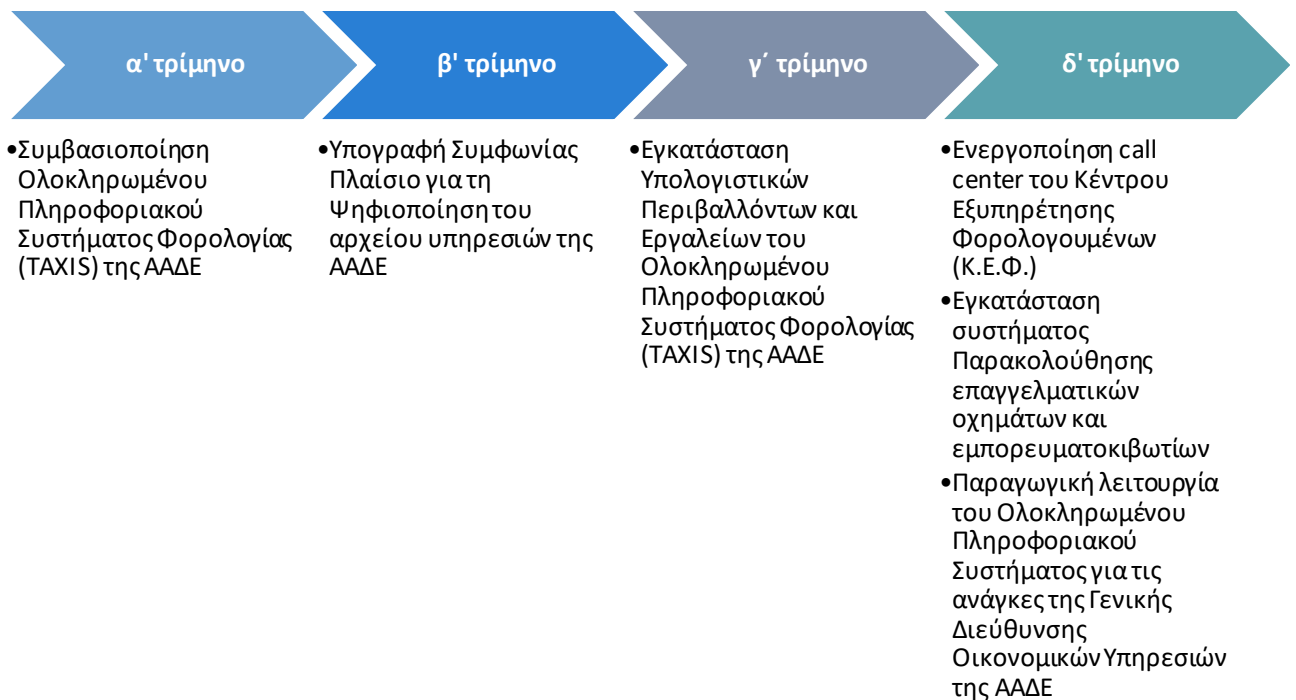 α' τρίμηνο
β' τρίμηνο
γ΄ τρίμηνο
δ' τρίμηνο
•Συμβασιοποίηση
Ολοκληρωμένου
Πληροφοριακού
Συστήματος Φορολογίας
(TAXIS) της ΑΑΔΕ
•Υπογραφή Συμφωνίας
Πλαίσιο για τη
Ψηφιοποίηση του
αρχείου υπηρεσιών της
ΑΑΔΕ
•Εγκατάσταση
Υπολογιστικών
Περιβαλλόντων και
Εργαλείων του
Ολοκληρωμένου
Πληροφοριακού
Συστήματος Φορολογίας
(TAXIS) της ΑΑΔΕ
•Ενεργοποίηση call
center του Κέντρου
Εξυπηρέτησης
Φορολογουμένων
(Κ.Ε.Φ.)
•Εγκατάσταση
συστήματος
Παρακολούθησης
επαγγελματικών
οχημάτων και
εμπορευματοκιβωτίων
•Παραγωγική λειτουργία
του Ολοκληρωμένου
Πληροφοριακού
Συστήματος για τις
ανάγκες της Γενικής
Διεύθυνσης
Οικονομικών Υπηρεσιών
της ΑΑΔΕ